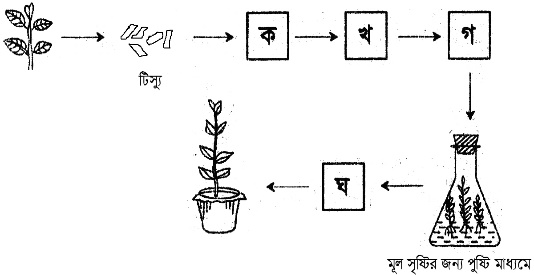 ক
খ
গ
টিস্যু
ঘ
মূল সৃষ্টির জন্য পুষ্টি মাধ্যমে